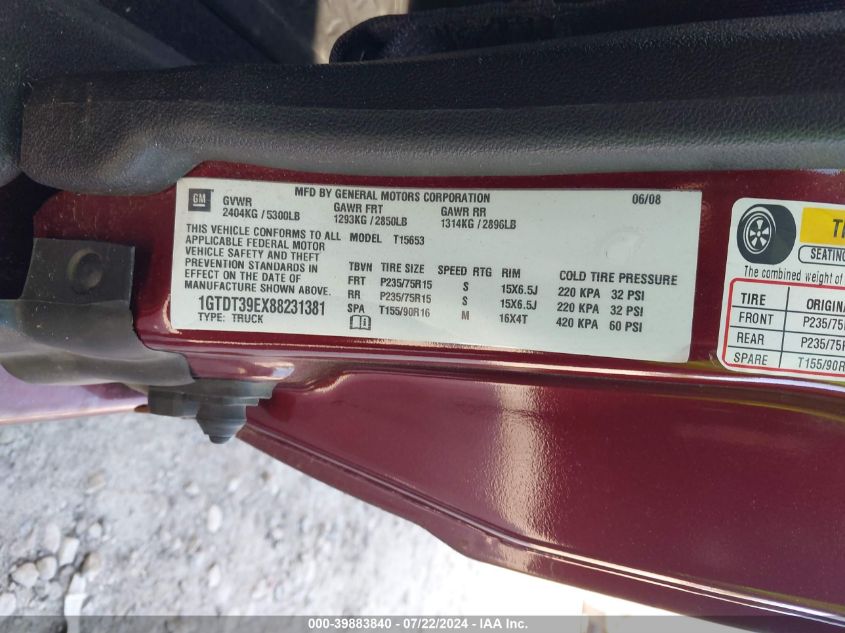 GM
MFD BY GENERAL MOTORS CORPORATION 06/08
GVWR GAWR FRT GAWR RR
2404KG / 5300LB 1293KG / 2850LB 1314KG / 2896LB
THIS VEHICLE CONFORMS TO ALL
APPLICABLE FEDERAL MOTOR
VEHICLE SAFETY AND THEFT
PREVENTION STANDARDS IN
EFFECT ON THE DATE OF
MANUFACTURE SHOWN ABOVE.
1GTDT39EX88231381
TYPE: TRUCK
MODEL T15653
TBVN TIRE SIZE SPEED RTG RIM COLD TIRE PRESSURE
FRT P235/75R15 S 15X6.5J 220 KPA 32 PSI
RR P235/75R15 S 15X6.5J 220 KPA 32 PSI
SPA T155/90R16 M 16X4T 420 KPA 60 PSI
SEATING
The combined weight of
TIRE ORIGINA
FRONT P235/75R
REAR P235/75R
SPARE T155/90R
000-39883840 - 07/22/2024 - IAA Inc.